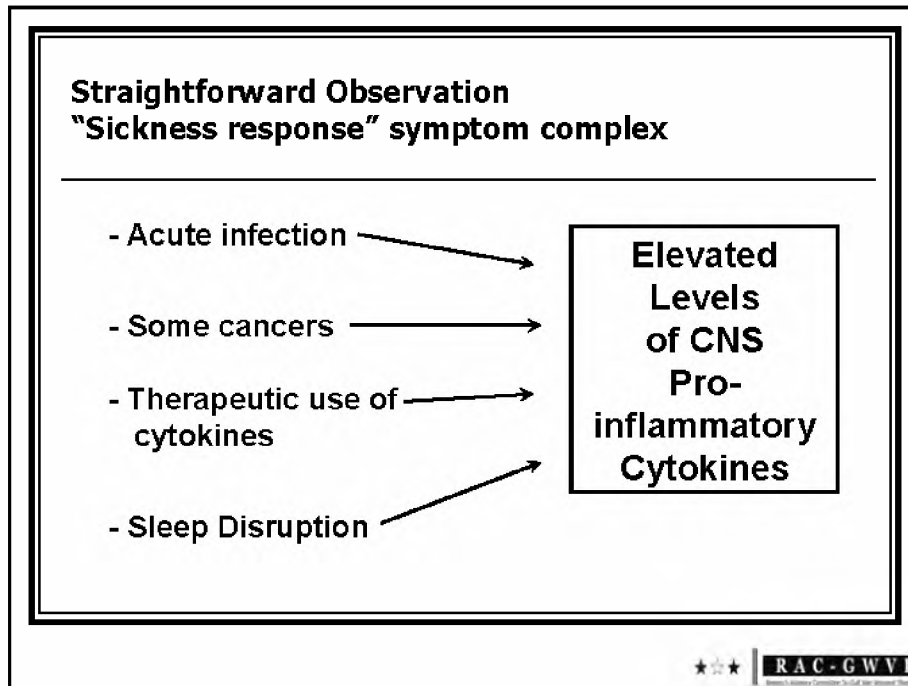 Straightforward Observation
“Sickness response” symptom complex
- Acute infection
- Some cancers
- Therapeutic use of
cytokines
- Sleep Disruption
Elevated
Levels
of CNS
Pro-
inflammatory
Cytokines
RAC-GWVI